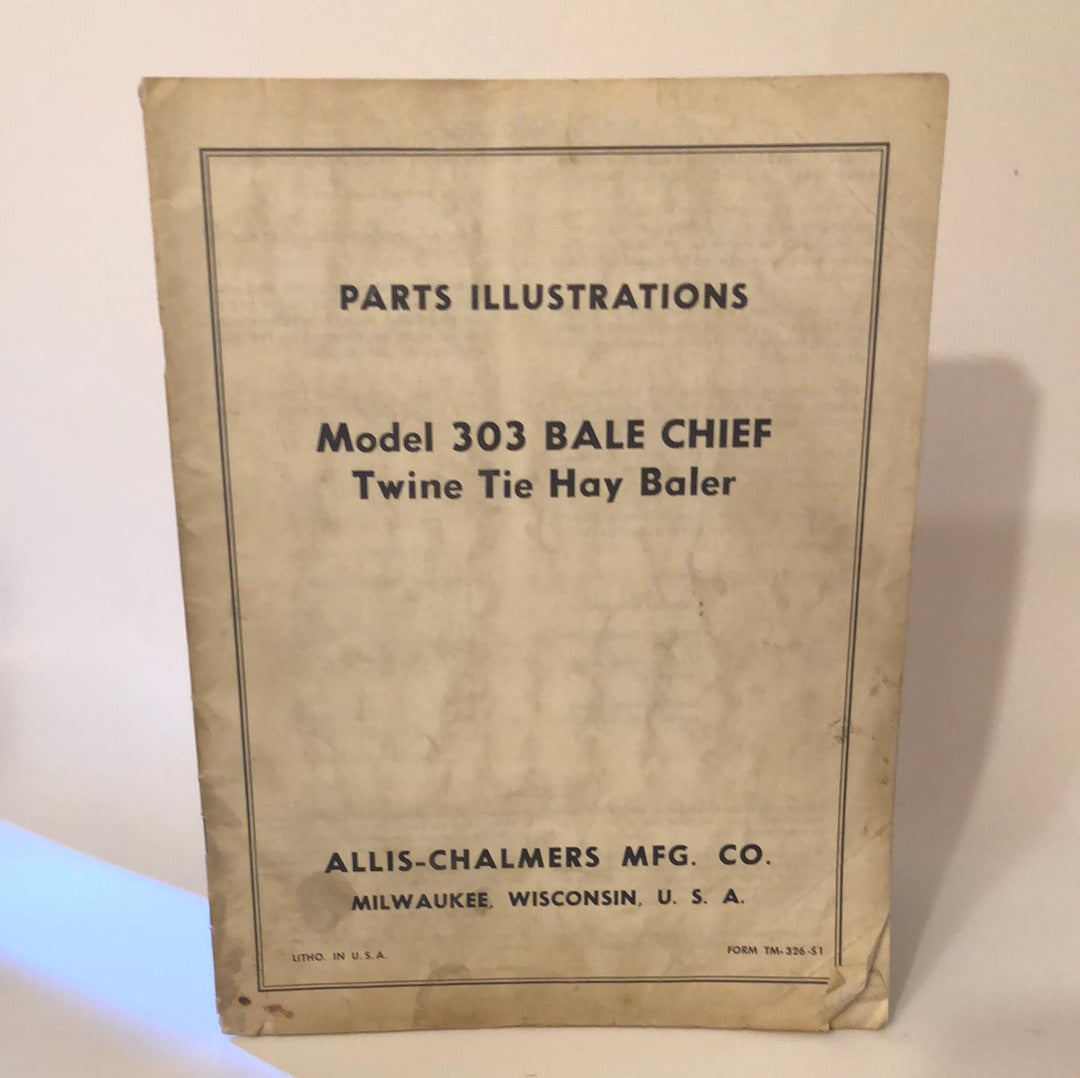 PARTS ILLUSTRATIONS
Model 303 BALE CHIEF
Twine Tie Hay Baler
ALLIS-CHALMERS MFG. CO.
MILWAUKEE, WISCONSIN, U. S. A.
LITHO. IN U. S. A.
FORM TM-326-S1